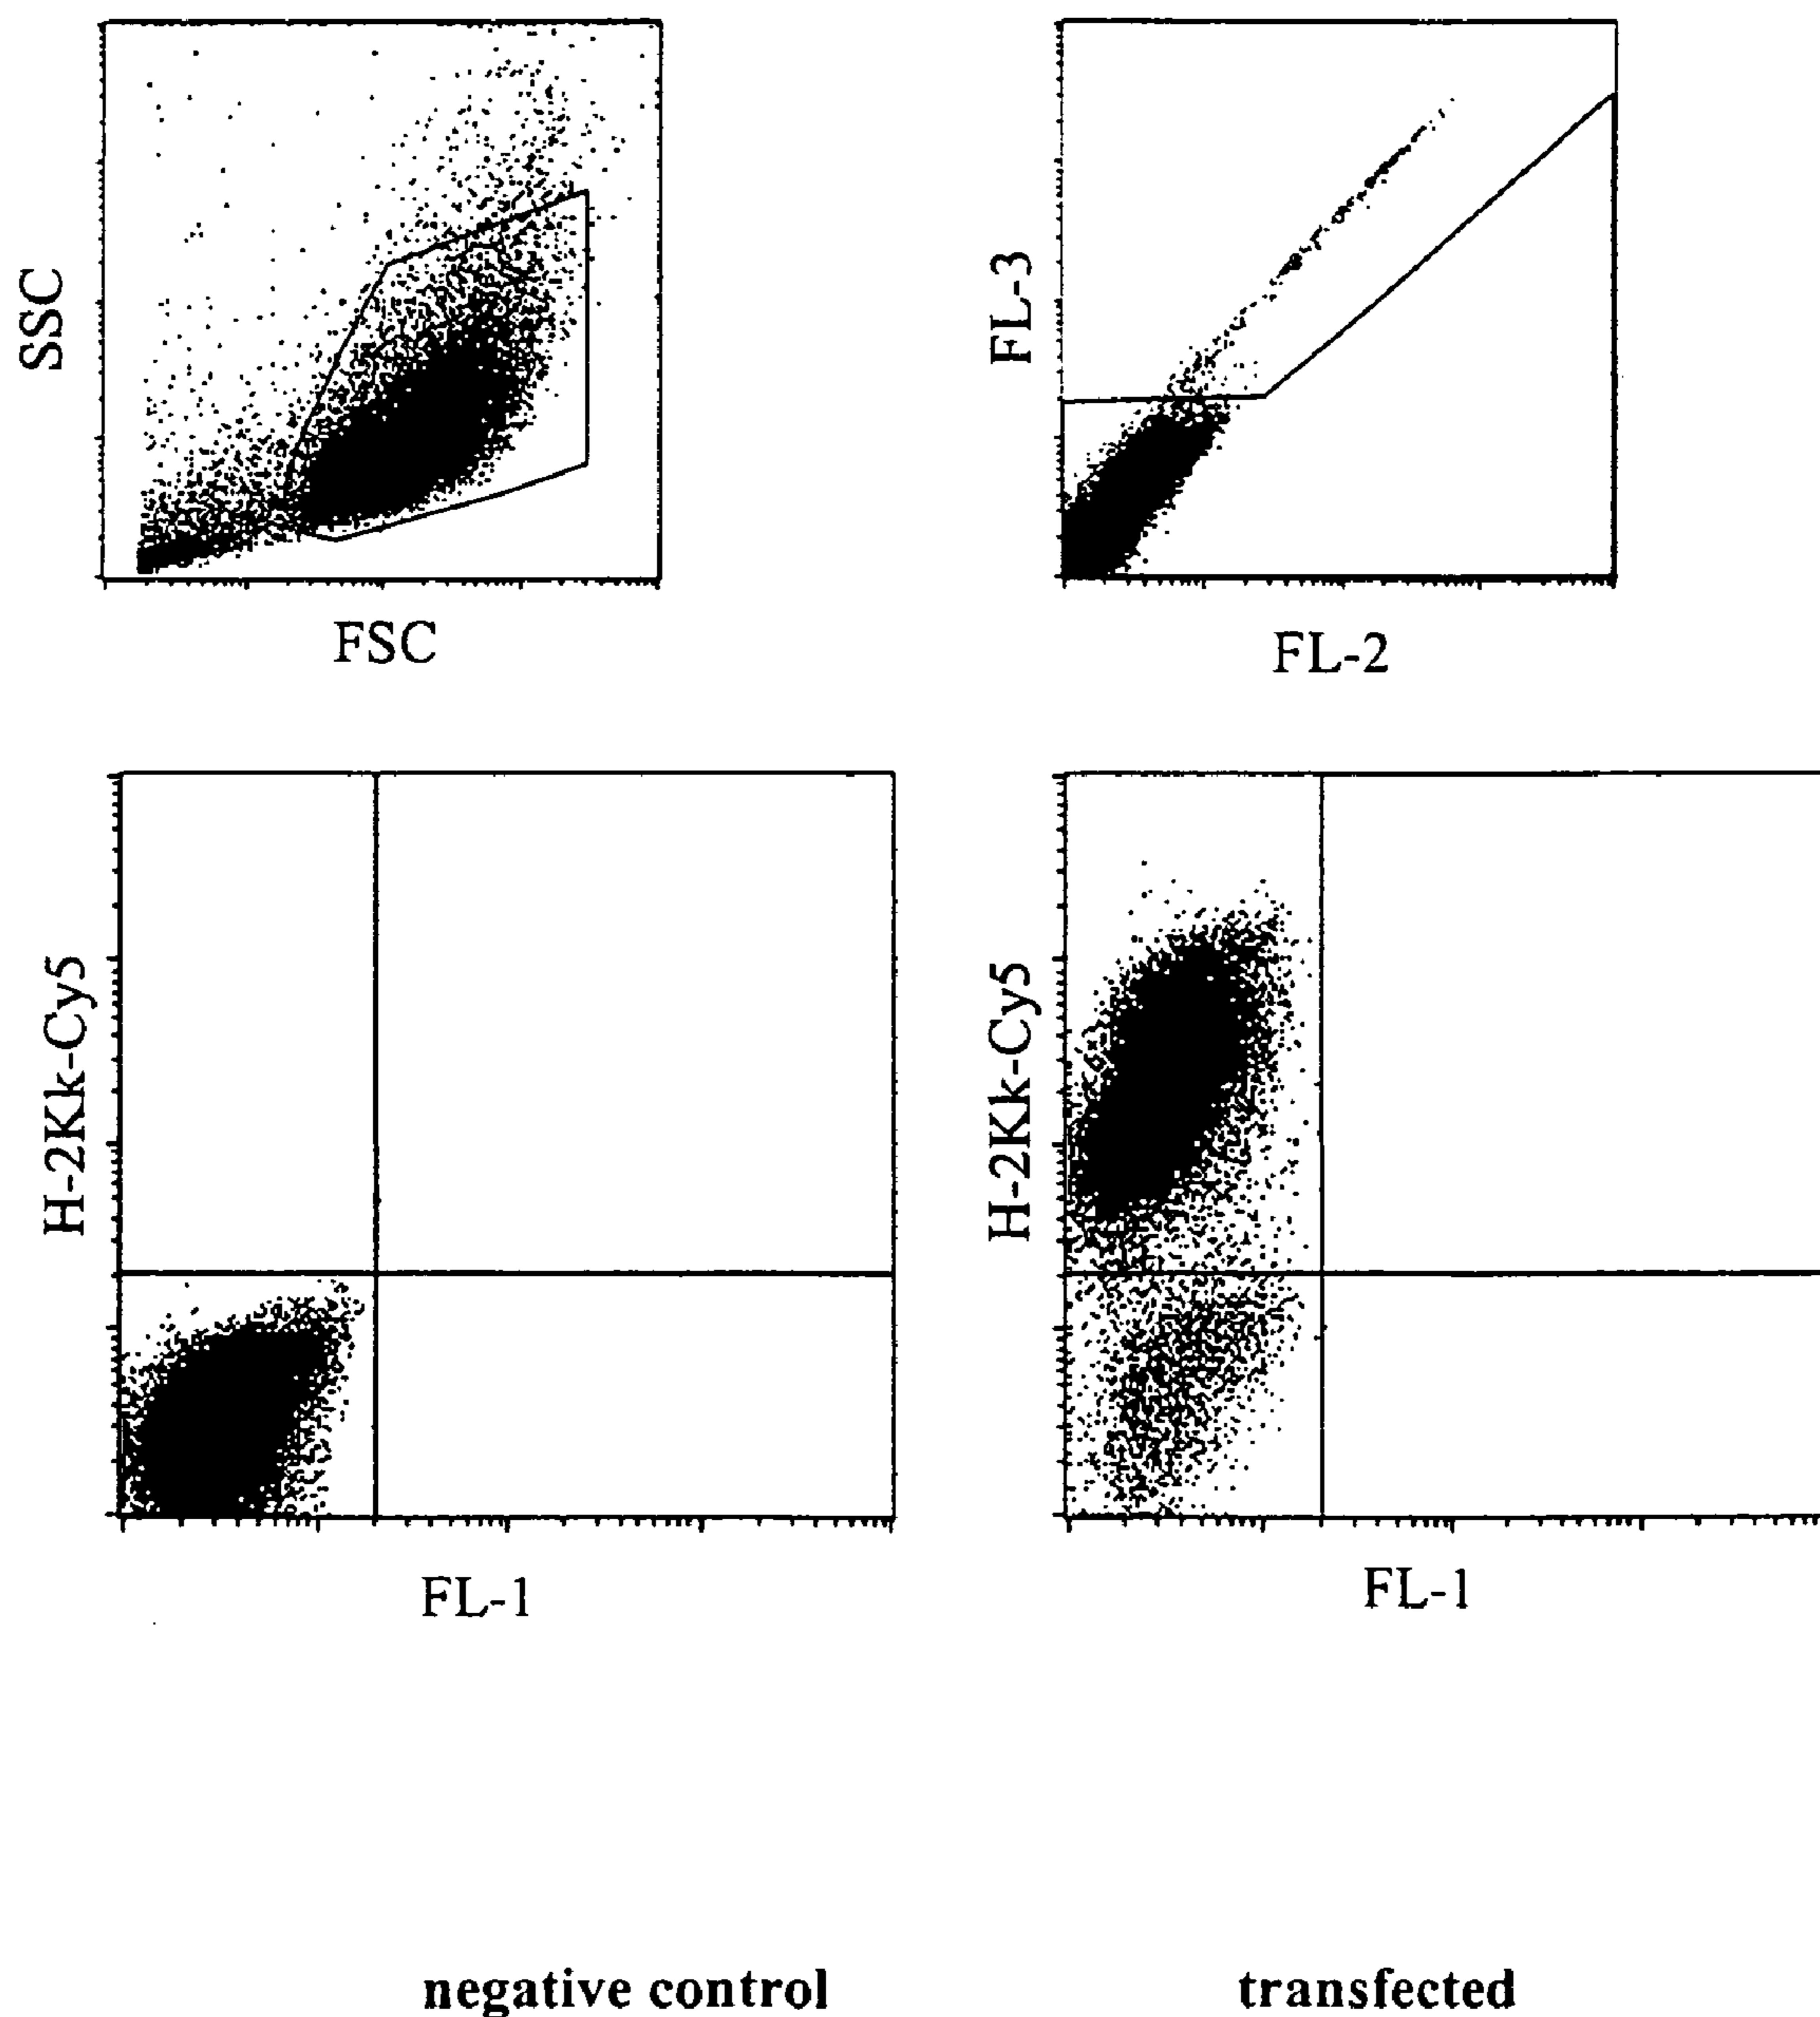 SSC
FSC
FL-3
FL-2
H-2Kk-Cy5
FL-1
H-2Kk-Cy5
FL-1
negative control
transfected